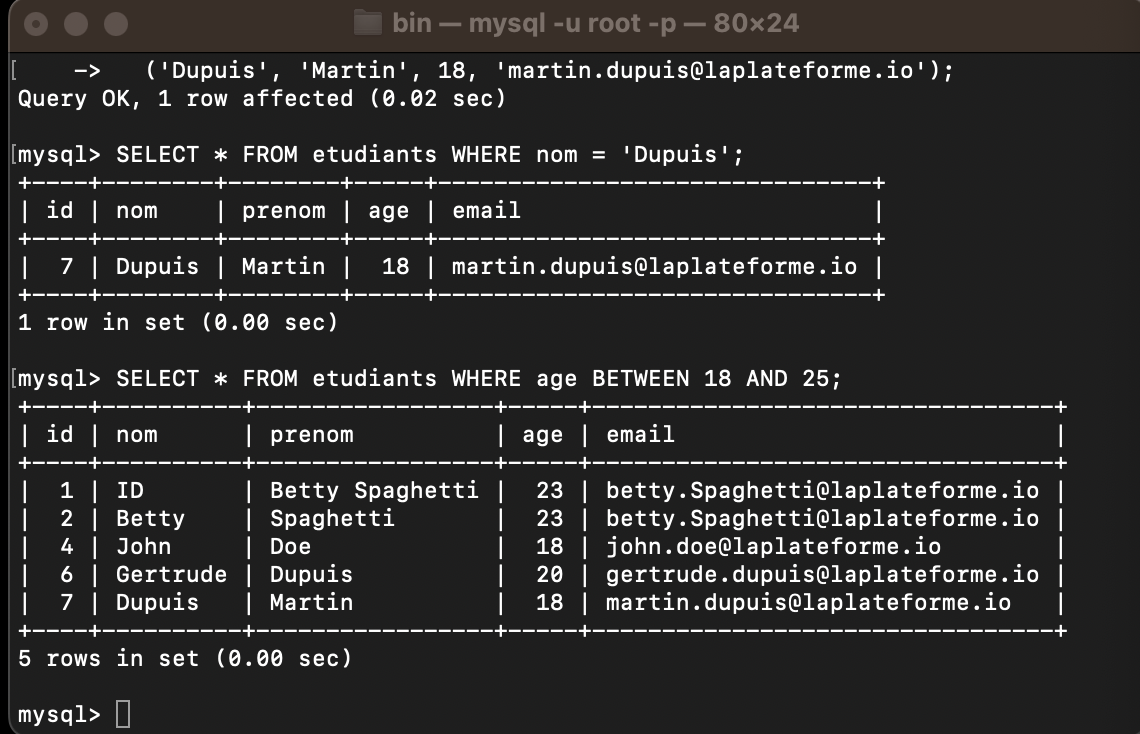 bin — mysql -u root -p — 80×24
[    ->   ('Dupuis', 'Martin', 18, 'martin.dupuis@laplateforme.io');
Query OK, 1 row affected (0.02 sec)
[mysql> SELECT * FROM etudiants WHERE nom = 'Dupuis';
+----+--------+--------+-----+-------------------------------+
| id | nom    | prenom | age | email                         |
+----+--------+--------+-----+-------------------------------+
|  7 | Dupuis | Martin |  18 | martin.dupuis@laplateforme.io |
+----+--------+--------+-----+-------------------------------+
1 row in set (0.00 sec)
[mysql> SELECT * FROM etudiants WHERE age BETWEEN 18 AND 25;
+----+----------+-----------------+-----+---------------------------------+
| id | nom      | prenom          | age | email                           |
+----+----------+-----------------+-----+---------------------------------+
|  1 | ID       | Betty Spaghetti |  23 | betty.Spaghetti@laplateforme.io |
|  2 | Betty    | Spaghetti       |  23 | betty.Spaghetti@laplateforme.io |
|  4 | John     | Doe             |  18 | john.doe@laplateforme.io        |
|  6 | Gertrude | Dupuis          |  20 | gertrude.dupuis@laplateforme.io |
|  7 | Dupuis   | Martin          |  18 | martin.dupuis@laplateforme.io   |
+----+----------+-----------------+-----+---------------------------------+
5 rows in set (0.00 sec)
mysql>